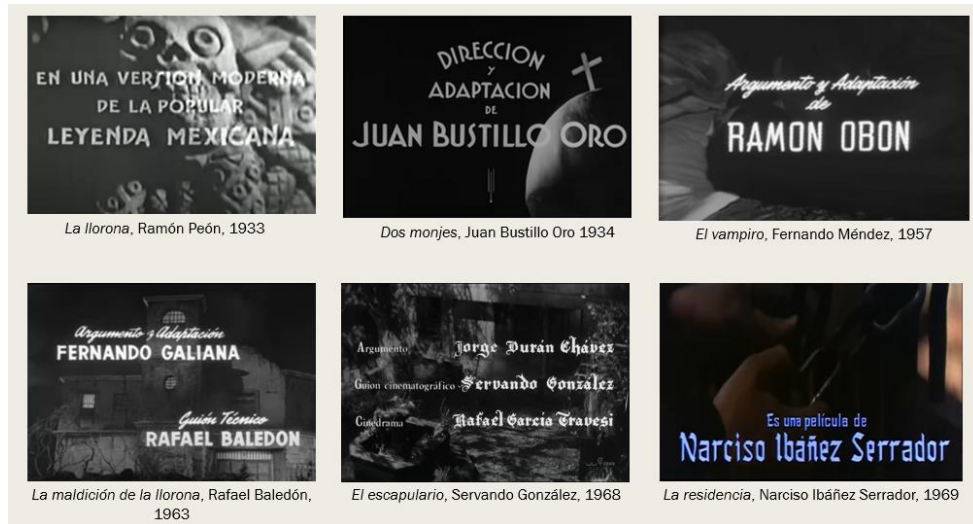 EN UNA VERSION MODERNA
DE LA POPULAR
LEYENDA MEXICANA
La llorona, Ramón Peón, 1933
DIRECCION
Y
ADAPTACION
DE
JUAN BUSTILLO ORO
Dos monjes, Juan Bustillo Oro 1934
Argumento y Adaptación
de
RAMON OBON
El vampiro, Fernando Méndez, 1957
Argumento y Adaptación
FERNANDO GALIANA
Guión Técnico
RAFAEL BALEDON
La maldición de la llorona, Rafael Baledón,
1963
Argumento Jorge Durán Chávez
Guion cinematográfico Servando González
Cinedrama Rafael García Travesi
El escapulario, Servando González, 1968
Es una película de
Narciso Ibáñez Serrador
La residencia, Narciso Ibáñez Serrador, 1969